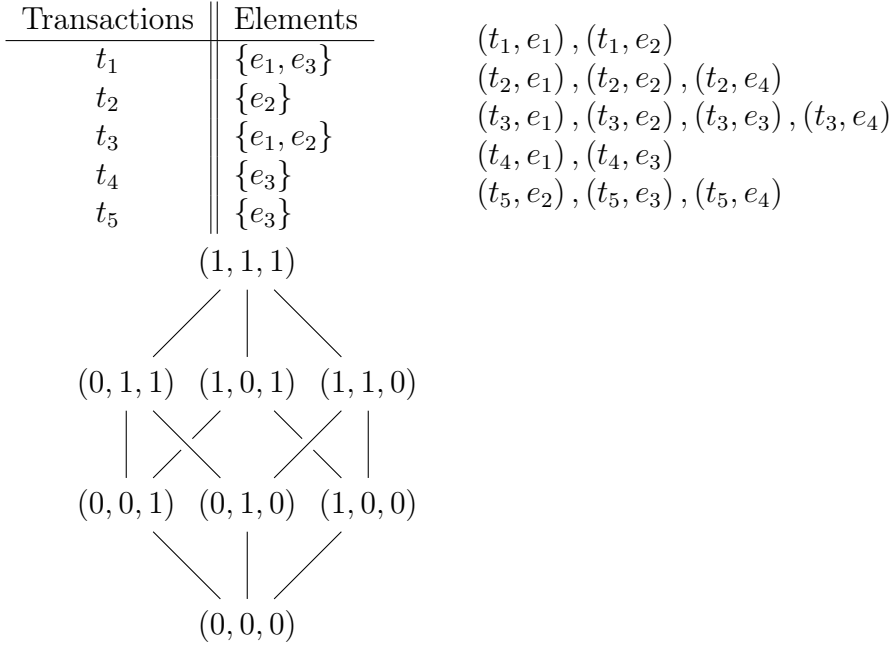 Transactions Elements
t₁ {e₁, e₃}
t₂ {e₂}
t₃ {e₁, e₂}
t₄ {e₃}
t₅ {e₃}
(t₁, e₁) , (t₁, e₂)
(t₂, e₁) , (t₂, e₂) , (t₂, e₄)
(t₃, e₁) , (t₃, e₂) , (t₃, e₃) , (t₃, e₄)
(t₄, e₁) , (t₄, e₃)
(t₅, e₂) , (t₅, e₃) , (t₅, e₄)
(1, 1, 1)
(0, 1, 1) (1, 0, 1) (1, 1, 0)
(0, 0, 1) (0, 1, 0) (1, 0, 0)
(0, 0, 0)